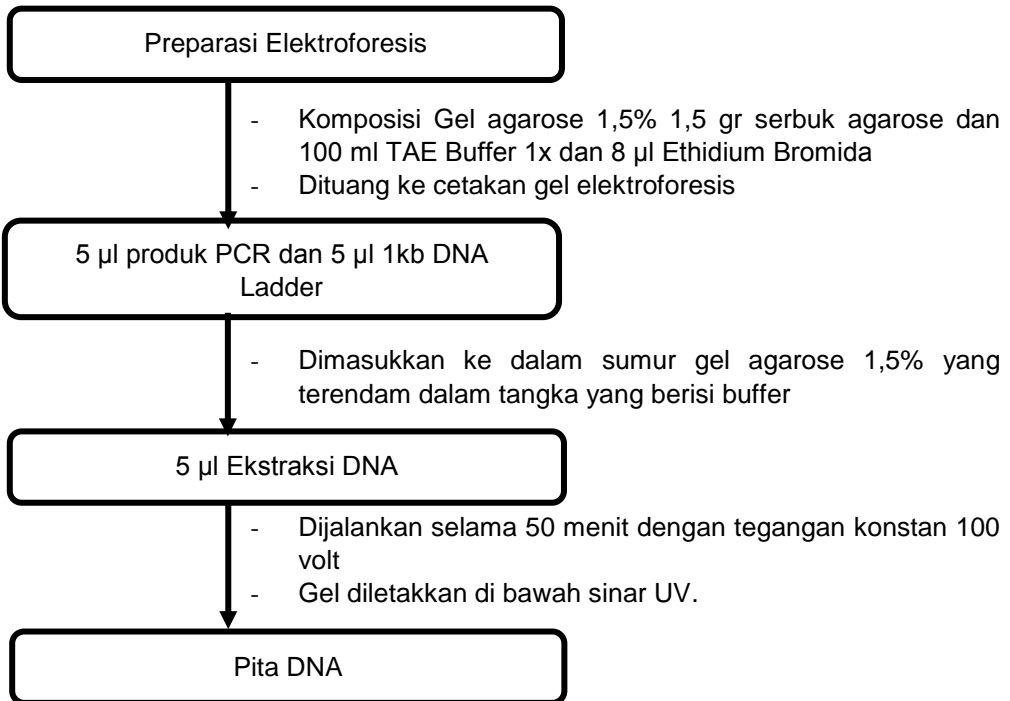 Preparasi Elektroforesis
- Komposisi Gel agarose 1,5% 1,5 gr serbuk agarose dan
100 ml TAE Buffer 1x dan 8 µl Ethidium Bromida
- Dituang ke cetakan gel elektroforesis
5 µl produk PCR dan 5 µl 1kb DNA
Ladder
- Dimasukkan ke dalam sumur gel agarose 1,5% yang
terendam dalam tangka yang berisi buffer
5 µl Ekstraksi DNA
- Dijalankan selama 50 menit dengan tegangan konstan 100
volt
- Gel diletakkan di bawah sinar UV.
Pita DNA